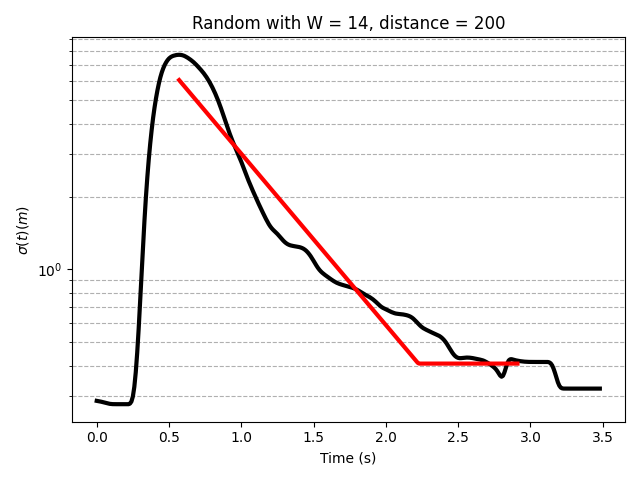 Random with W = 14, distance = 200
σ(t)(m)
10⁰
0.0 0.5 1.0 1.5 2.0 2.5 3.0 3.5
Time (s)